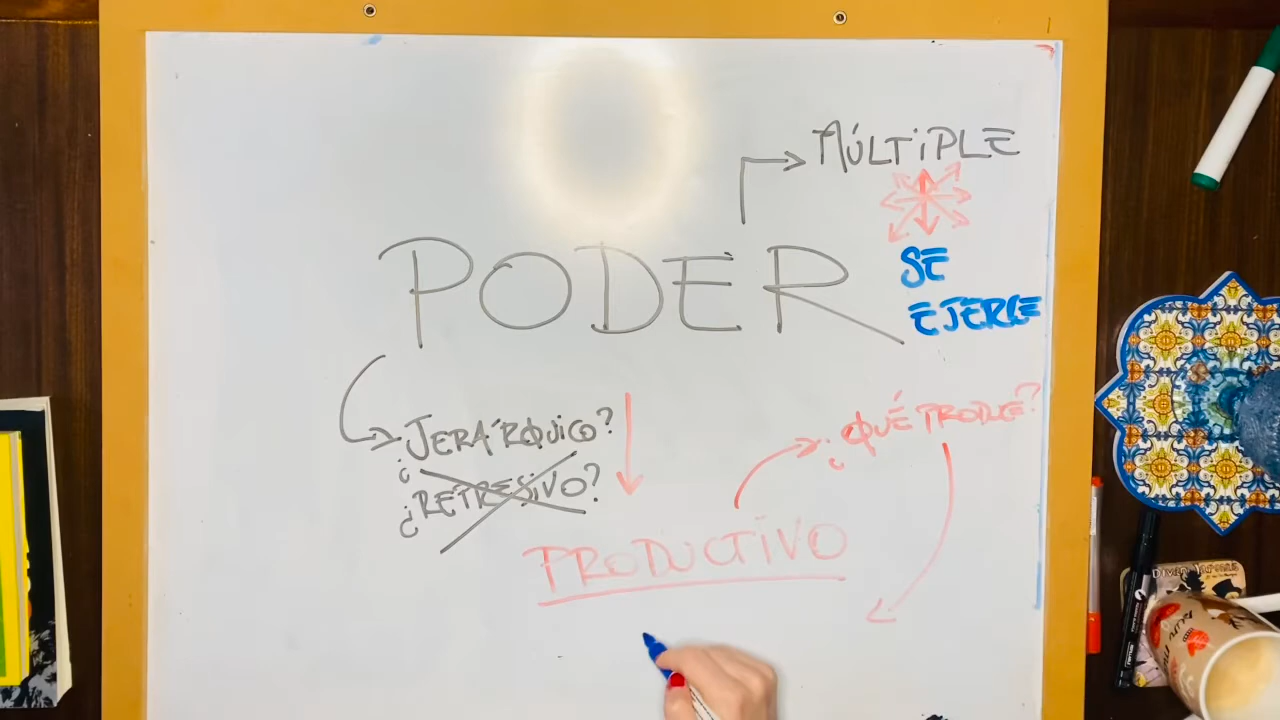 MÚLTIPLE
PODER
SE
EJERCE
¿JERÁRQUICO?
¿RETRESIVO?
¿QUÉ PRODUCE?
PRODUCTIVO